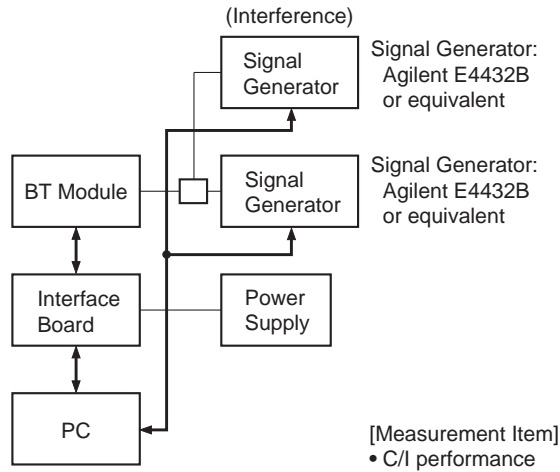 (Interference)
Signal
Generator
Signal Generator:
Agilent E4432B
or equivalent
BT Module
Signal
Generator
Signal Generator:
Agilent E4432B
or equivalent
Interface
Board
Power
Supply
PC
[Measurement Item]
• C/I performance